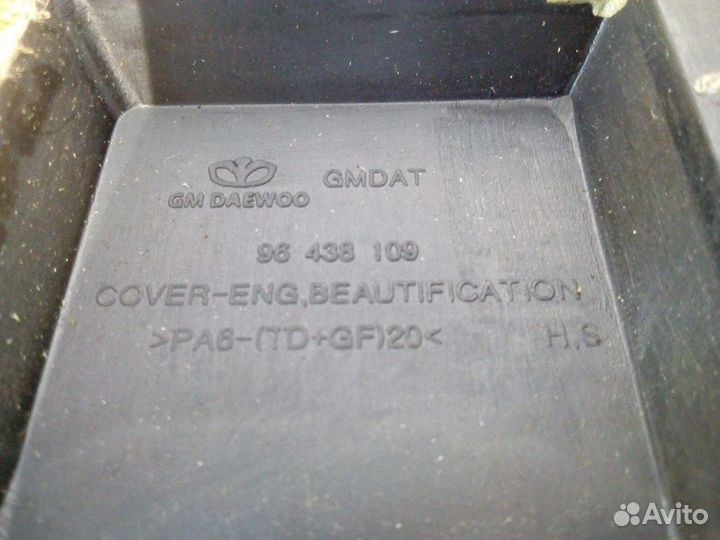 GM DAEWOO GMDAT
96 438 109
COVER-ENG,BEAUTIFICATION
>PA6-(TD+GF)20< H,S
Avito